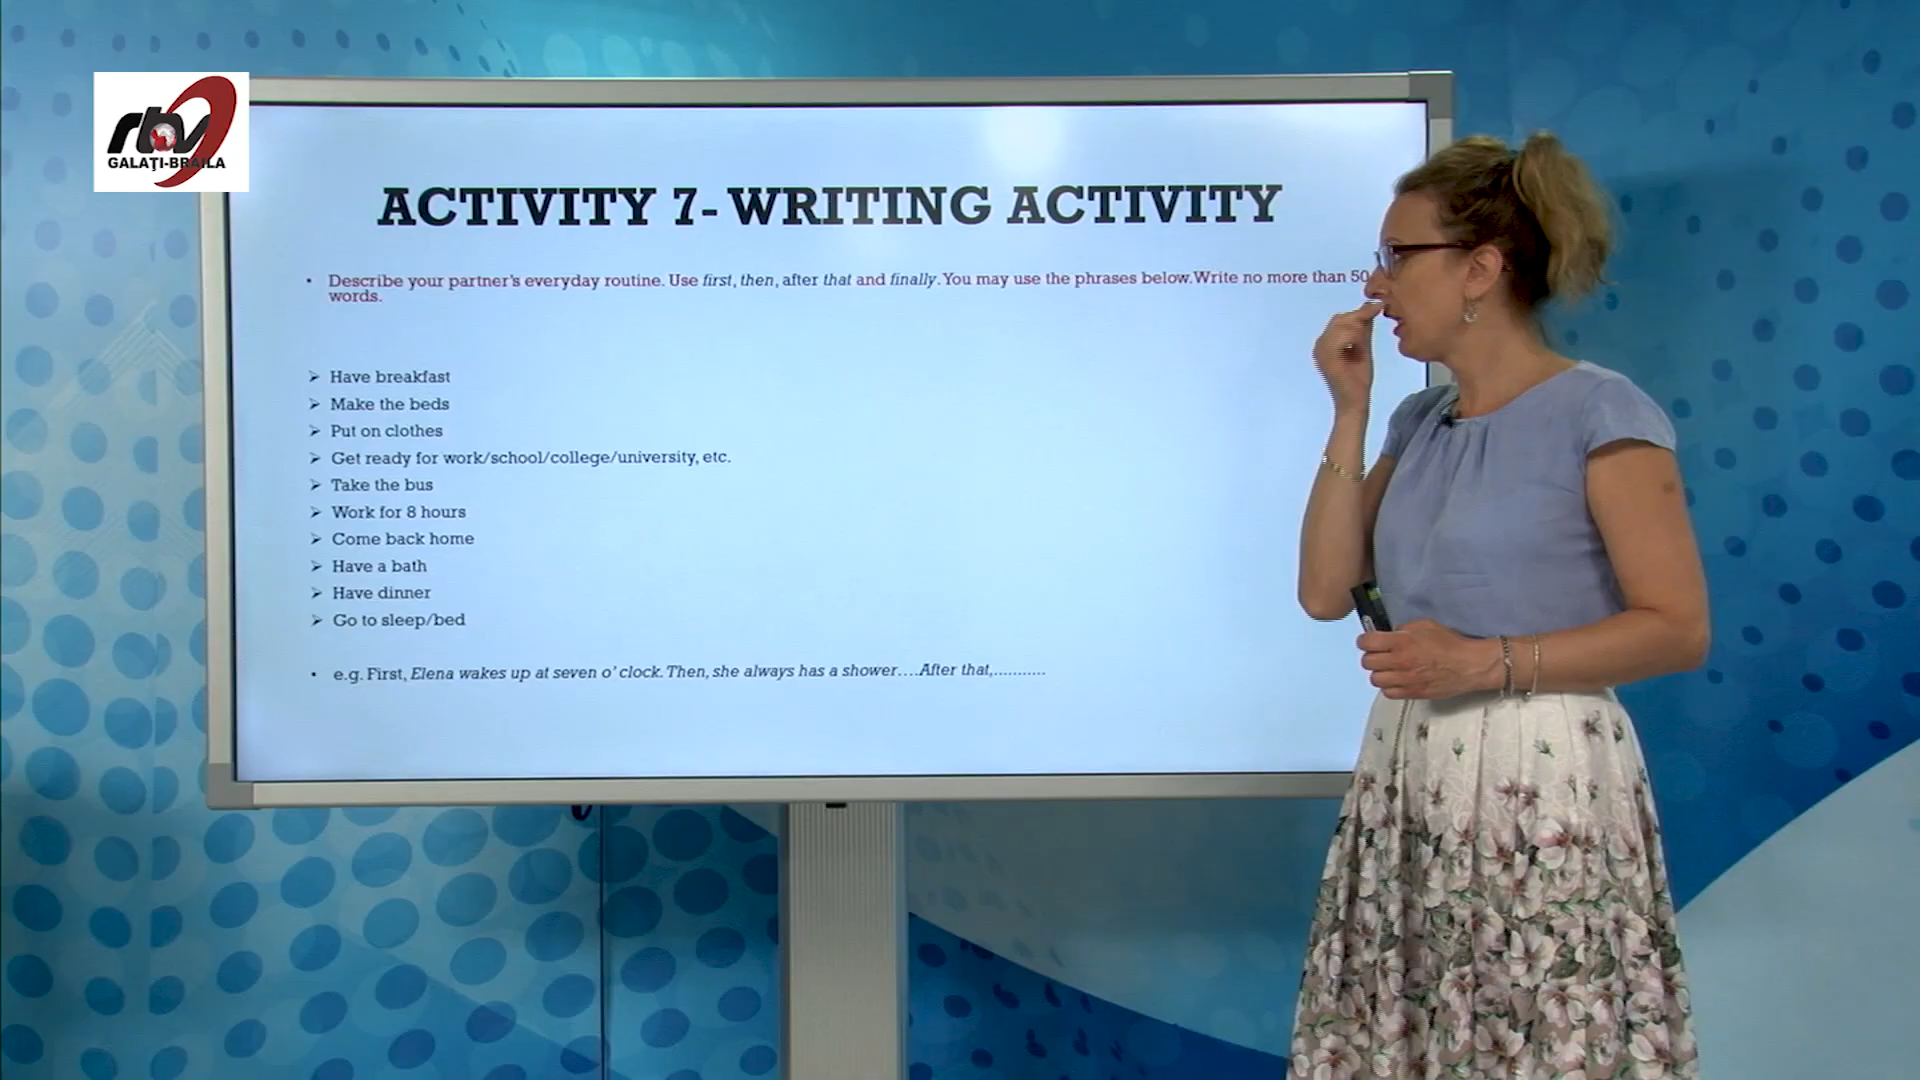 rtv
GALAŢI-BRĂILA
ACTIVITY 7- WRITING ACTIVITY
• Describe your partner's everyday routine. Use first, then, after that and finally. You may use the phrases below. Write no more than 50
words.
➢ Have breakfast
➢ Make the beds
➢ Put on clothes
➢ Get ready for work/school/college/university, etc.
➢ Take the bus
➢ Work for 8 hours
➢ Come back home
➢ Have a bath
➢ Have dinner
➢ Go to sleep/bed
• e.g. First, Elena wakes up at seven o' clock. Then, she always has a shower....After that,...........